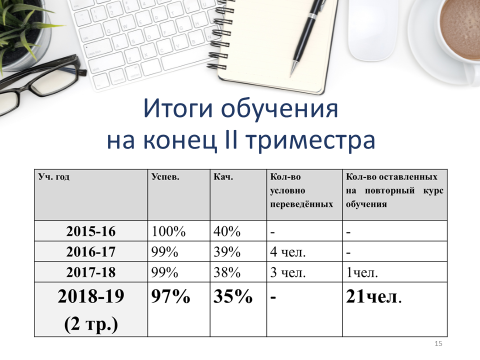 Итоги обучения
на конец II триместра
Уч. год Успев. Кач. Кол-во условно переведённых Кол-во оставленных на повторный курс обучения
2015-16 100% 40% - -
2016-17 99% 39% 4 чел. -
2017-18 99% 38% 3 чел. 1чел.
2018-19 (2 тр.) 97% 35% - 21чел.
15